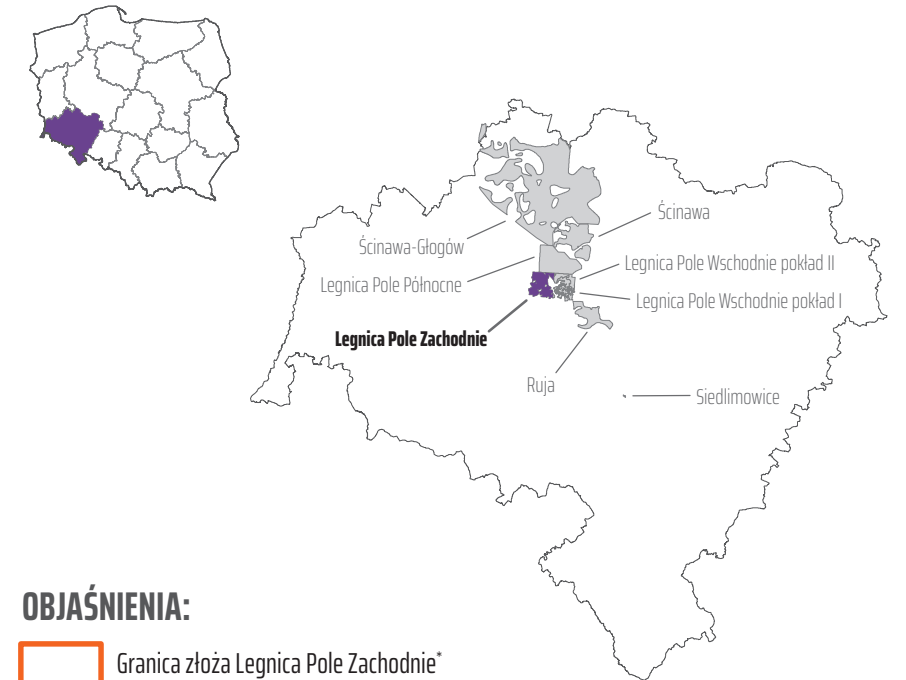 Ścinawa
Ścinawa-Głogów
Legnica Pole Wschodnie pokład II
Legnica Pole Północne
Legnica Pole Wschodnie pokład I
Legnica Pole Zachodnie
Ruja
Siedlimowice
OBJAŚNIENIA:
Granica złoża Legnica Pole Zachodnie*